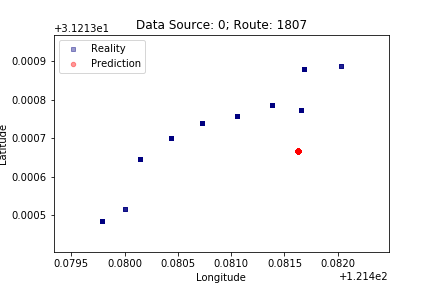 Data Source: 0; Route: 1807
+3.1213e1
Reality
Prediction
0.0009
0.0008
0.0007
0.0006
0.0005
Latitude
0.0795 0.0800 0.0805 0.0810 0.0815 0.0820
Longitude
+1.214e2